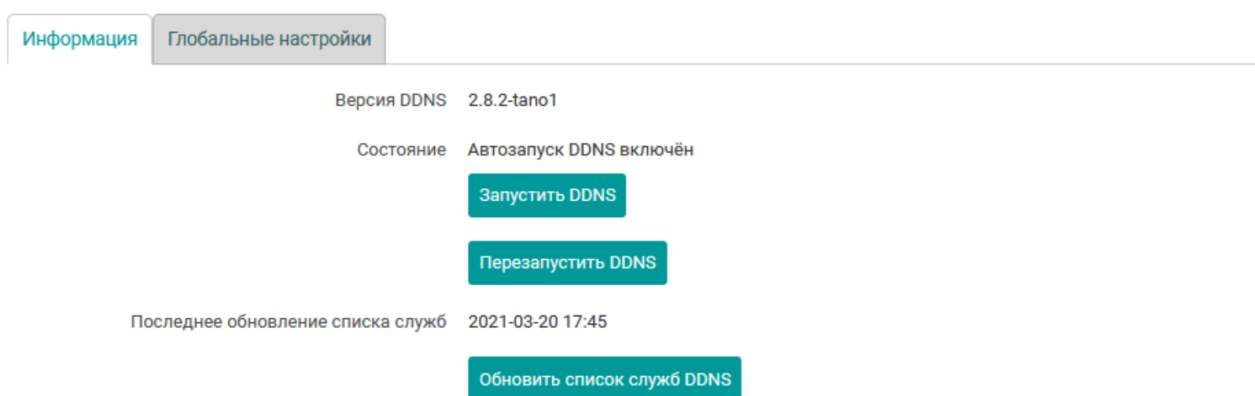 Информация Глобальные настройки
Версия DDNS 2.8.2-tano1
Состояние Автозапуск DDNS включён
Запустить DDNS
Перезапустить DDNS
Последнее обновление списка служб 2021-03-20 17:45
Обновить список служб DDNS